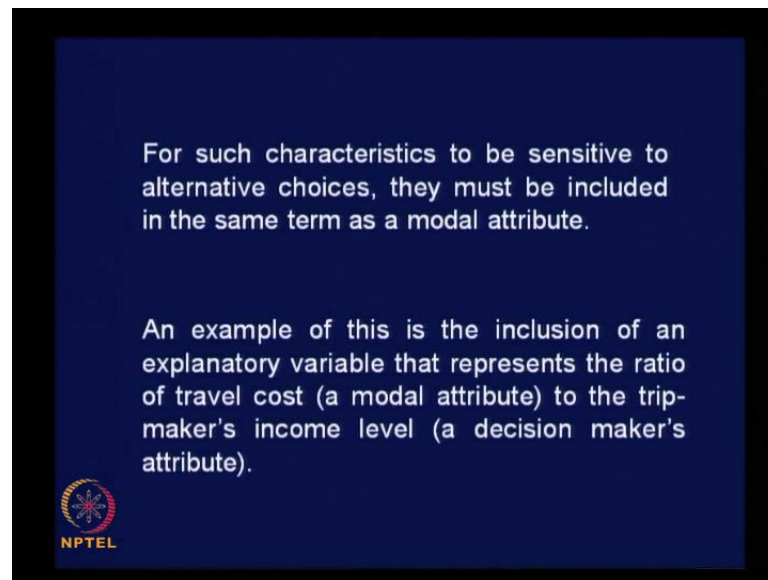 For such characteristics to be sensitive to
alternative choices, they must be included
in the same term as a modal attribute.
An example of this is the inclusion of an
explanatory variable that represents the ratio
of travel cost (a modal attribute) to the trip-
maker's income level (a decision maker's
attribute).
NPTEL